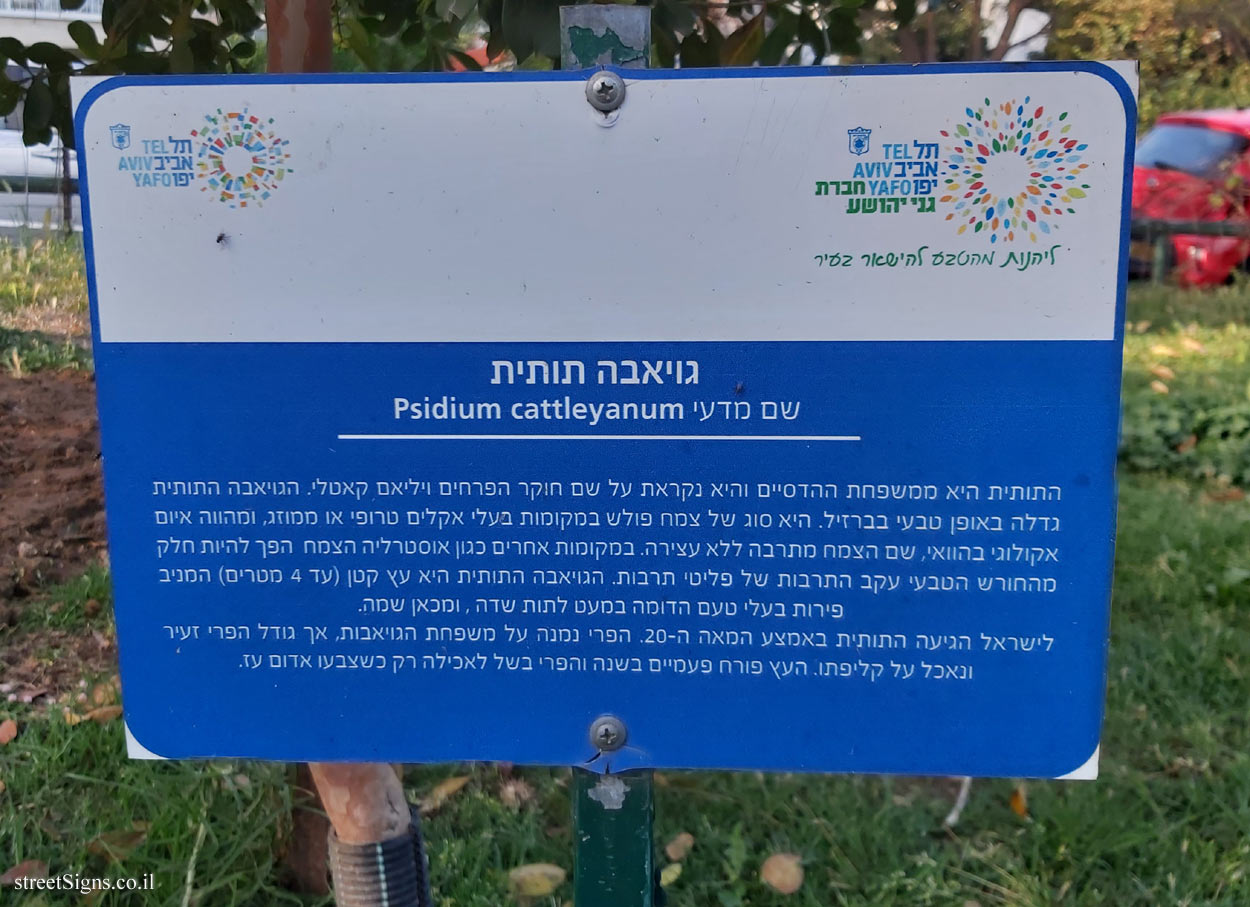 TEL תל
AVIV אביב
YAFO יפו
TEL תל
AVIV אביב
YAFO יפו חברת
גני יהושע
ליהנות מהטבע להישאר בעיר
גויאבה תותית
שם מדעי Psidium cattleyanum
התותית היא ממשפחת ההדסיים והיא נקראת על שם חוקר הפרחים ויליאם קאטלי. הגויאבה התותית
גדלה באופן טבעי בברזיל. היא סוג של צמח פולש במקומות בעלי אקלים טרופי או ממוזג, ומהווה איום
אקולוגי בהוואי, שם הצמח מתרבה ללא עצירה. במקומות אחרים כגון אוסטרליה הצמח הפך להיות חלק
מהחורש הטבעי עקב התרבות של פליטי תרבות. הגויאבה התותית היא עץ קטן (עד 4 מטרים) המניב
פירות בעלי טעם הדומה במעט לתות שדה , ומכאן שמה.
לישראל הגיעה התותית באמצע המאה ה-20. הפרי נמנה על משפחת הגויאבות, אך גודל הפרי זעיר
ונאכל על קליפתו. העץ פורח פעמיים בשנה והפרי בשל לאכילה רק כשצבעו אדום עז.
streetSigns.co.il